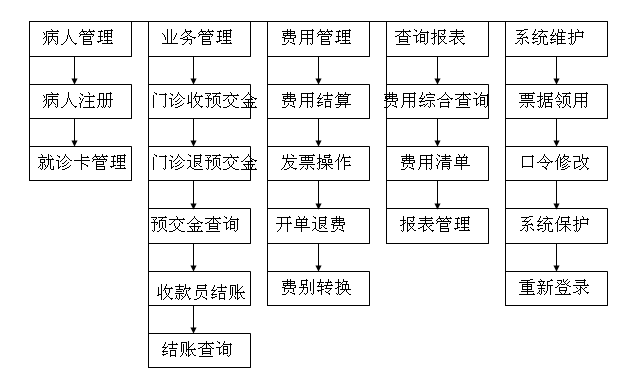 病人管理
业务管理
费用管理
查询报表
系统维护
病人注册
门诊收预交金
费用结算
费用综合查询
票据领用
就诊卡管理
门诊退预交金
发票操作
费用清单
口令修改
预交金查询
开单退费
报表管理
系统保护
收款员结账
费别转换
重新登录
结账查询